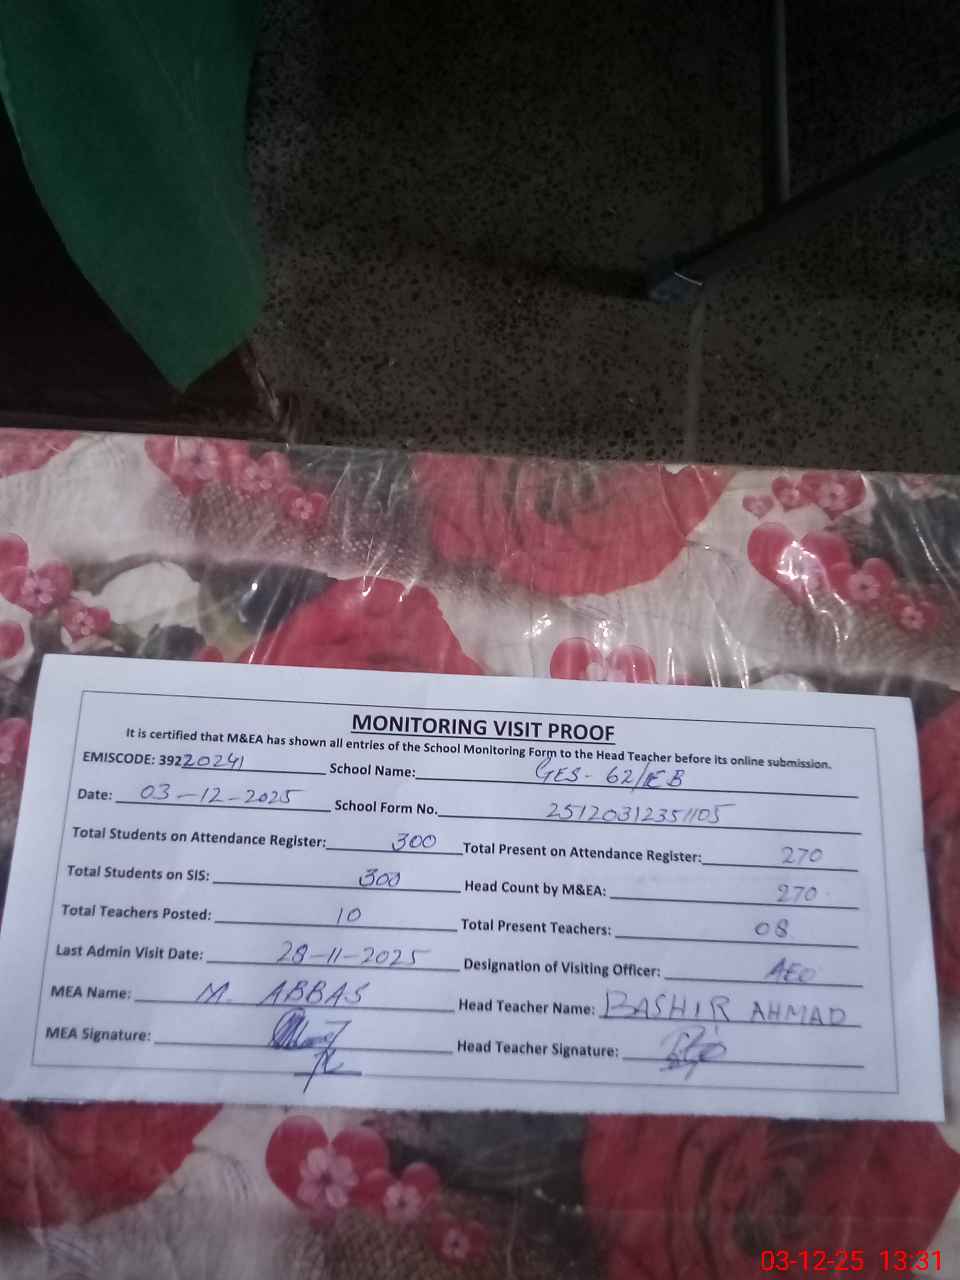 MONITORING VISIT PROOF
It is certified that M&EA has shown all entries of the School Monitoring Form to the Head Teacher before its online submission.
EMISCODE: 39220241 School Name: GES - 62/EB
Date: 03-12-2025 School Form No. 25120312351105
Total Students on Attendance Register: 300 Total Present on Attendance Register: 270
Total Students on SIS: 300 Head Count by M&EA: 270
Total Teachers Posted: 10 Total Present Teachers: 08
Last Admin Visit Date: 28-11-2025 Designation of Visiting Officer: AEO
MEA Name: M. ABBAS Head Teacher Name: BASHIR AHMAD
MEA Signature: Head Teacher Signature:
03-12-25 13:31